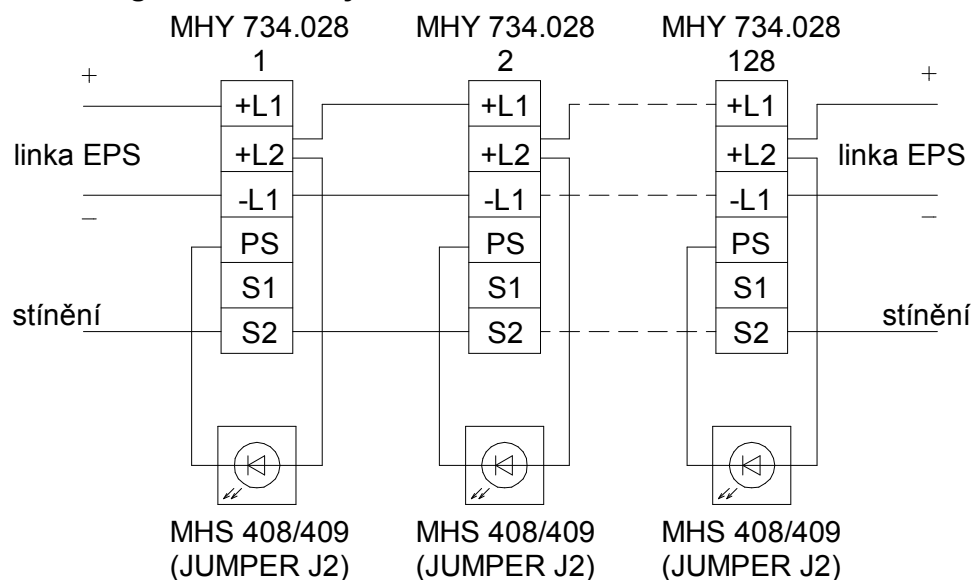 MHY 734.028 MHY 734.028 MHY 734.028
1 2 128
+ +
+L1 +L1 +L1
linka EPS +L2 +L2 +L2 linka EPS
-L1 -L1 -L1
– –
PS PS PS
S1 S1 S1
stínění S2 S2 S2 stínění
MHS 408/409 MHS 408/409 MHS 408/409
(JUMPER J2) (JUMPER J2) (JUMPER J2)